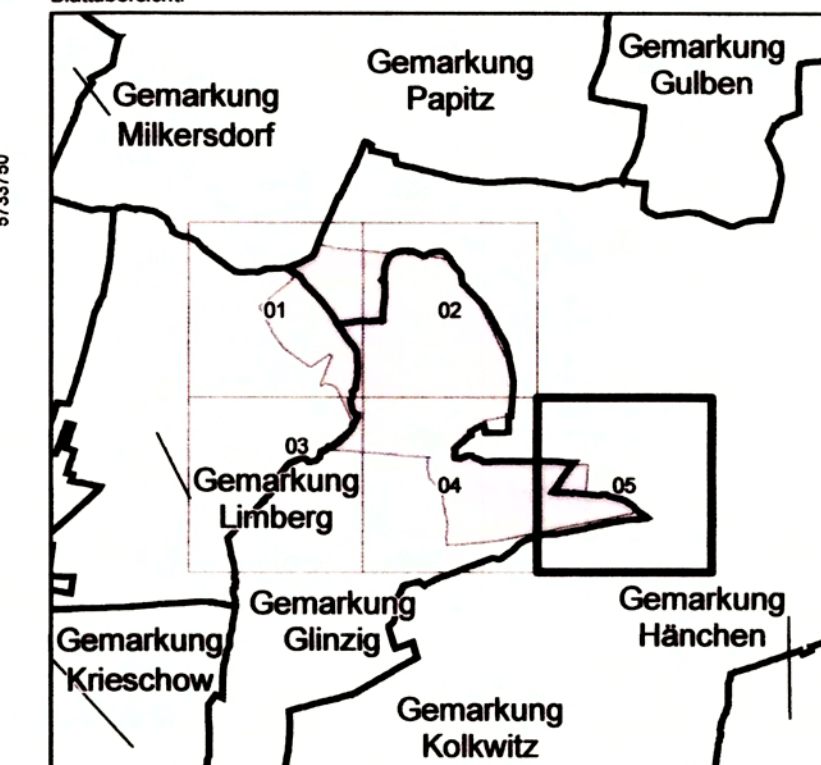 Gemarkung
Gulben
Gemarkung
Papitz
Gemarkung
Milkersdorf
5733750
01
02
03
04
05
Gemarkung
Limberg
Gemarkung
Glinzig
Gemarkung
Hänchen
Gemarkung
Krieschow
Gemarkung
Kolkwitz